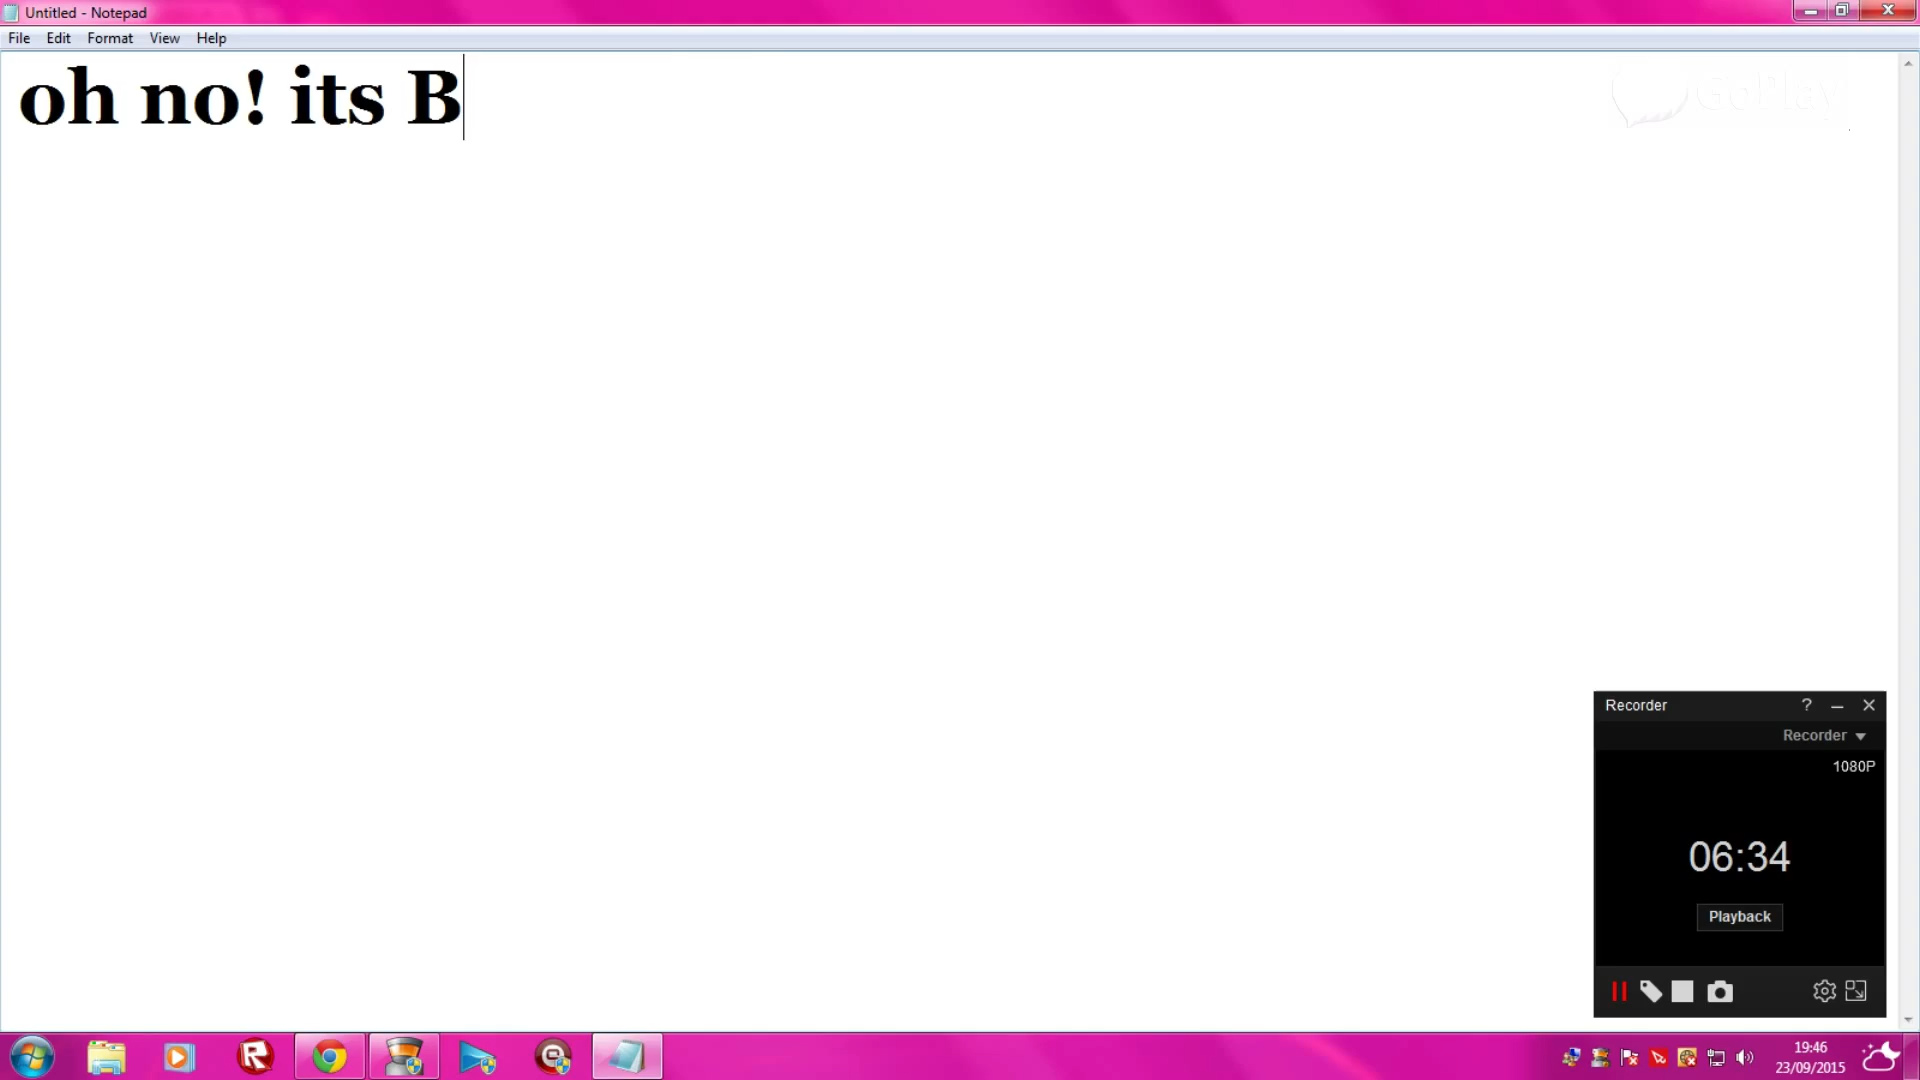 Untitled - Notepad
File Edit Format View Help
oh no! its B
GoPlay
Recorder ?
Recorder
1080P
06:34
Playback
19:46
23/09/2015